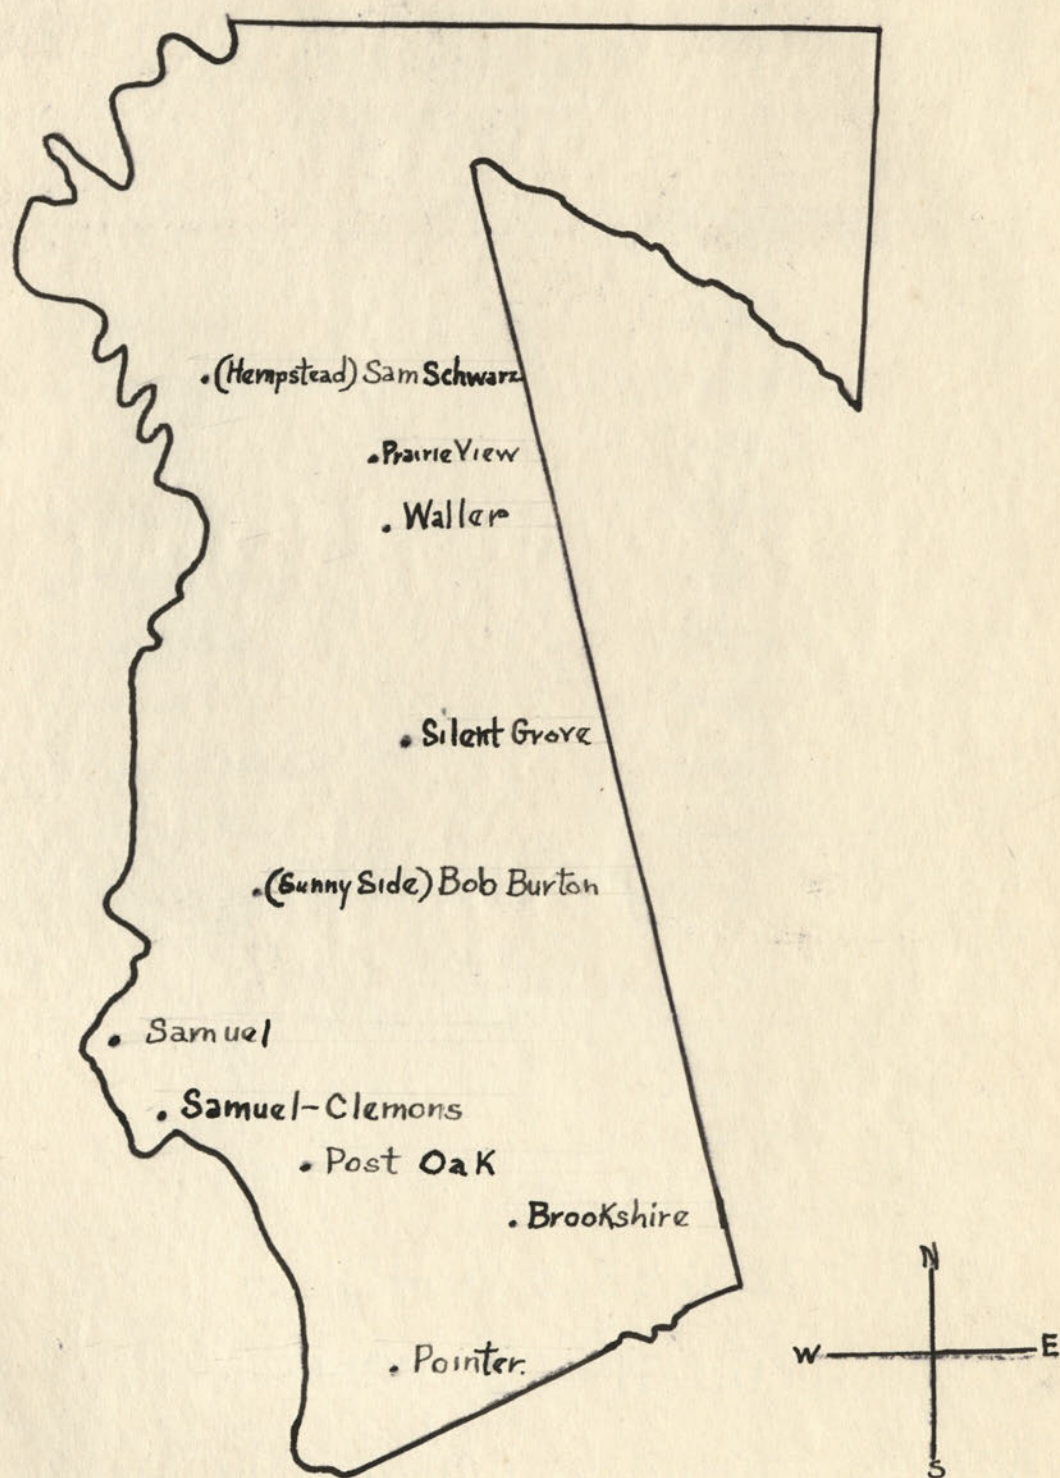 (Hempstead) Sam Schwarz
Prairie View
Waller
Silent Grove
(Sunny Side) Bob Burton
Samuel
Samuel-Clemons
Post Oak
Brookshire
Pointer.
N
W E
S